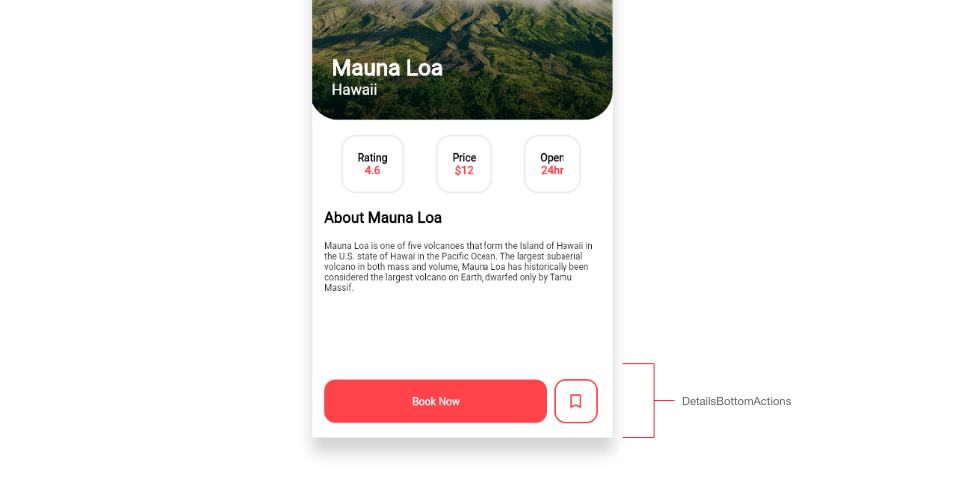 Mauna Loa
Hawaii
Rating
4.6
Price
$12
Open
24hr
About Mauna Loa
Mauna Loa is one of five volcanoes that form the Island of Hawaii in
the U.S. state of Hawai in the Pacific Ocean. The largest subaerial
volcano in both mass and volume, Mauna Loa has historically been
considered the largest volcano on Earth, dwarfed only by Tamu
Massif.
Book Now
DetailsBottomActions